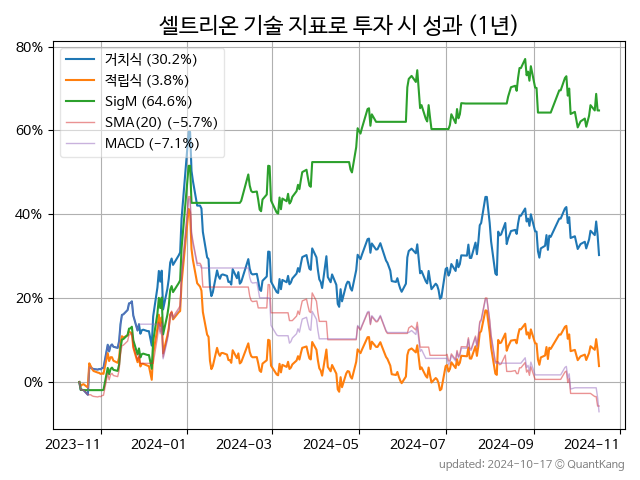 셀트리온 기술 지표로 투자 시 성과 (1년)
80%
60%
40%
20%
0%
거치식 (30.2%)
적립식 (3.8%)
SigM (64.6%)
SMA(20) (−5.7%)
MACD (−7.1%)
2023-11 2024-01 2024-03 2024-05 2024-07 2024-09 2024-11
updated: 2024-10-17 © QuantKang